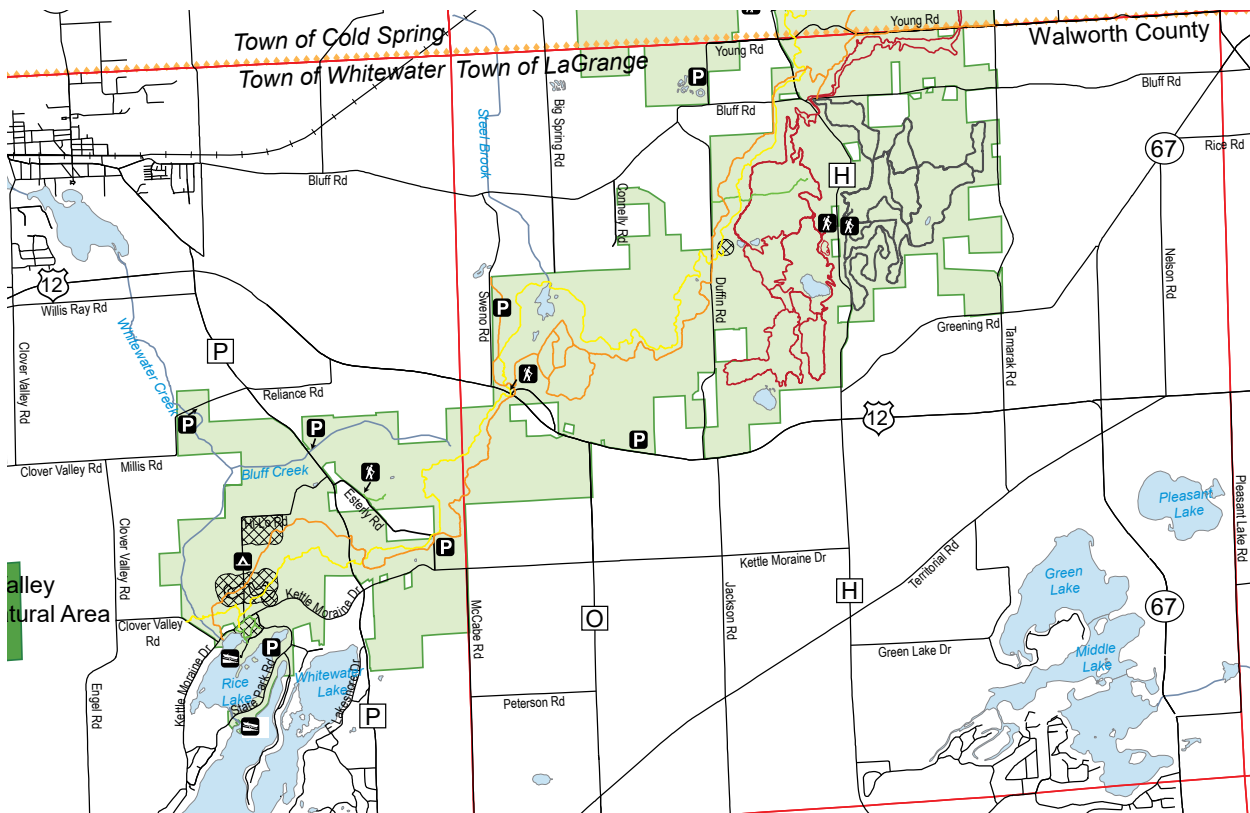 Young Rd
Town of Cold Spring
Walworth County
Young Rd
Town of Whitewater
Town of LaGrange
P
Bluff Rd
Big Spring Rd
Steel Brook
Bluff Rd
67
Rice Rd
Bluff Rd
H
Connelly Rd
Nelson Rd
12
Willis Ray Rd
P
Sweno Rd
Duffin Rd
Greening Rd
Tamarak Rd
Whitewater Creek
Clover Valley Rd
P
Reliance Rd
P
P
12
P
Clover Valley Rd
Millis Rd
Bluff Creek
Pleasant
Lake
Pleasant Lake Rd
Esterly Rd
Hi-Lo Rd
Clover Valley Rd
P
Kettle Moraine Dr
Territorial Rd
Green
Lake
alley
tural Area
Kettle Moraine Dr
H
67
O
Jackson Rd
McCabe Rd
Clover Valley
Rd
P
Green Lake Dr
Middle
Lake
Kettle Moraine Dr
Rice
Lake
State Park Rd
Whitewater
Lake
E Lakeshore Dr
Engel Rd
Peterson Rd
P